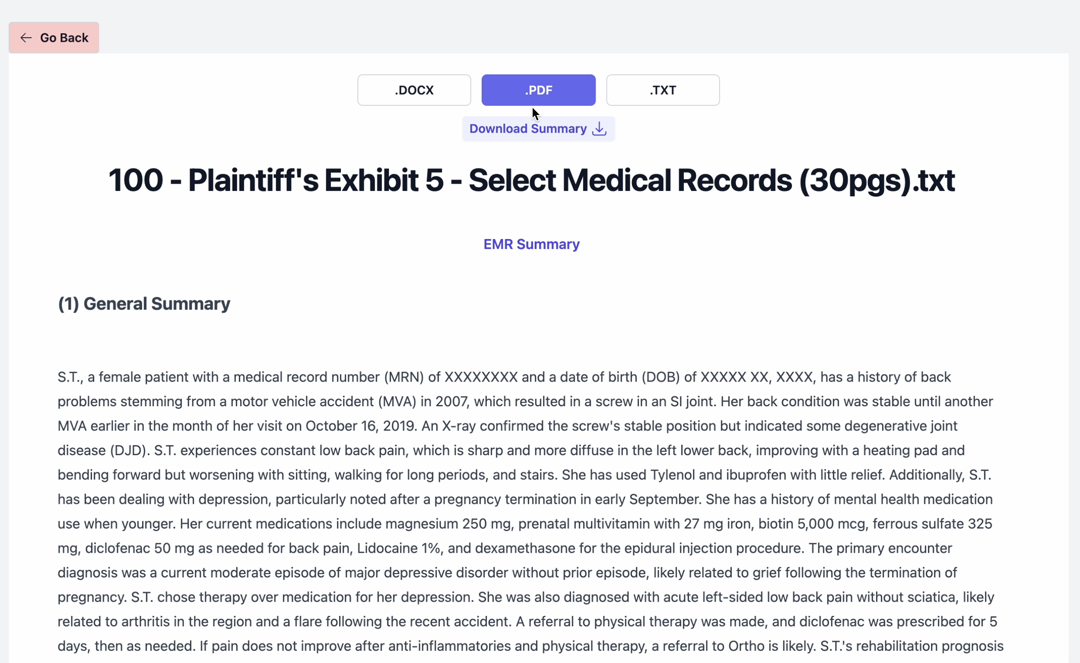 Go Back
.DOCX
.PDF
.TXT
Download Summary
100 - Plaintiff's Exhibit 5 - Select Medical Records (30pgs).txt
EMR Summary
(1) General Summary
S.T., a female patient with a medical record number (MRN) of XXXXXXXX and a date of birth (DOB) of XXXXX XX, XXXX, has a history of back
problems stemming from a motor vehicle accident (MVA) in 2007, which resulted in a screw in an SI joint. Her back condition was stable until another
MVA earlier in the month of her visit on October 16, 2019. An X-ray confirmed the screw's stable position but indicated some degenerative joint
disease (DJD). S.T. experiences constant low back pain, which is sharp and more diffuse in the left lower back, improving with a heating pad and
bending forward but worsening with sitting, walking for long periods, and stairs. She has used Tylenol and ibuprofen with little relief. Additionally, S.T.
has been dealing with depression, particularly noted after a pregnancy termination in early September. She has a history of mental health medication
use when younger. Her current medications include magnesium 250 mg, prenatal multivitamin with 27 mg iron, biotin 5,000 mcg, ferrous sulfate 325
mg, diclofenac 50 mg as needed for back pain, Lidocaine 1%, and dexamethasone for the epidural injection procedure. The primary encounter
diagnosis was a current moderate episode of major depressive disorder without prior episode, likely related to grief following the termination of
pregnancy. S.T. chose therapy over medication for her depression. She was also diagnosed with acute left-sided low back pain without sciatica, likely
related to arthritis in the region and a flare following the recent accident. A referral to physical therapy was made, and diclofenac was prescribed for 5
days, then as needed. If pain does not improve after anti-inflammatories and physical therapy, a referral to Ortho is likely. S.T.'s rehabilitation prognosis